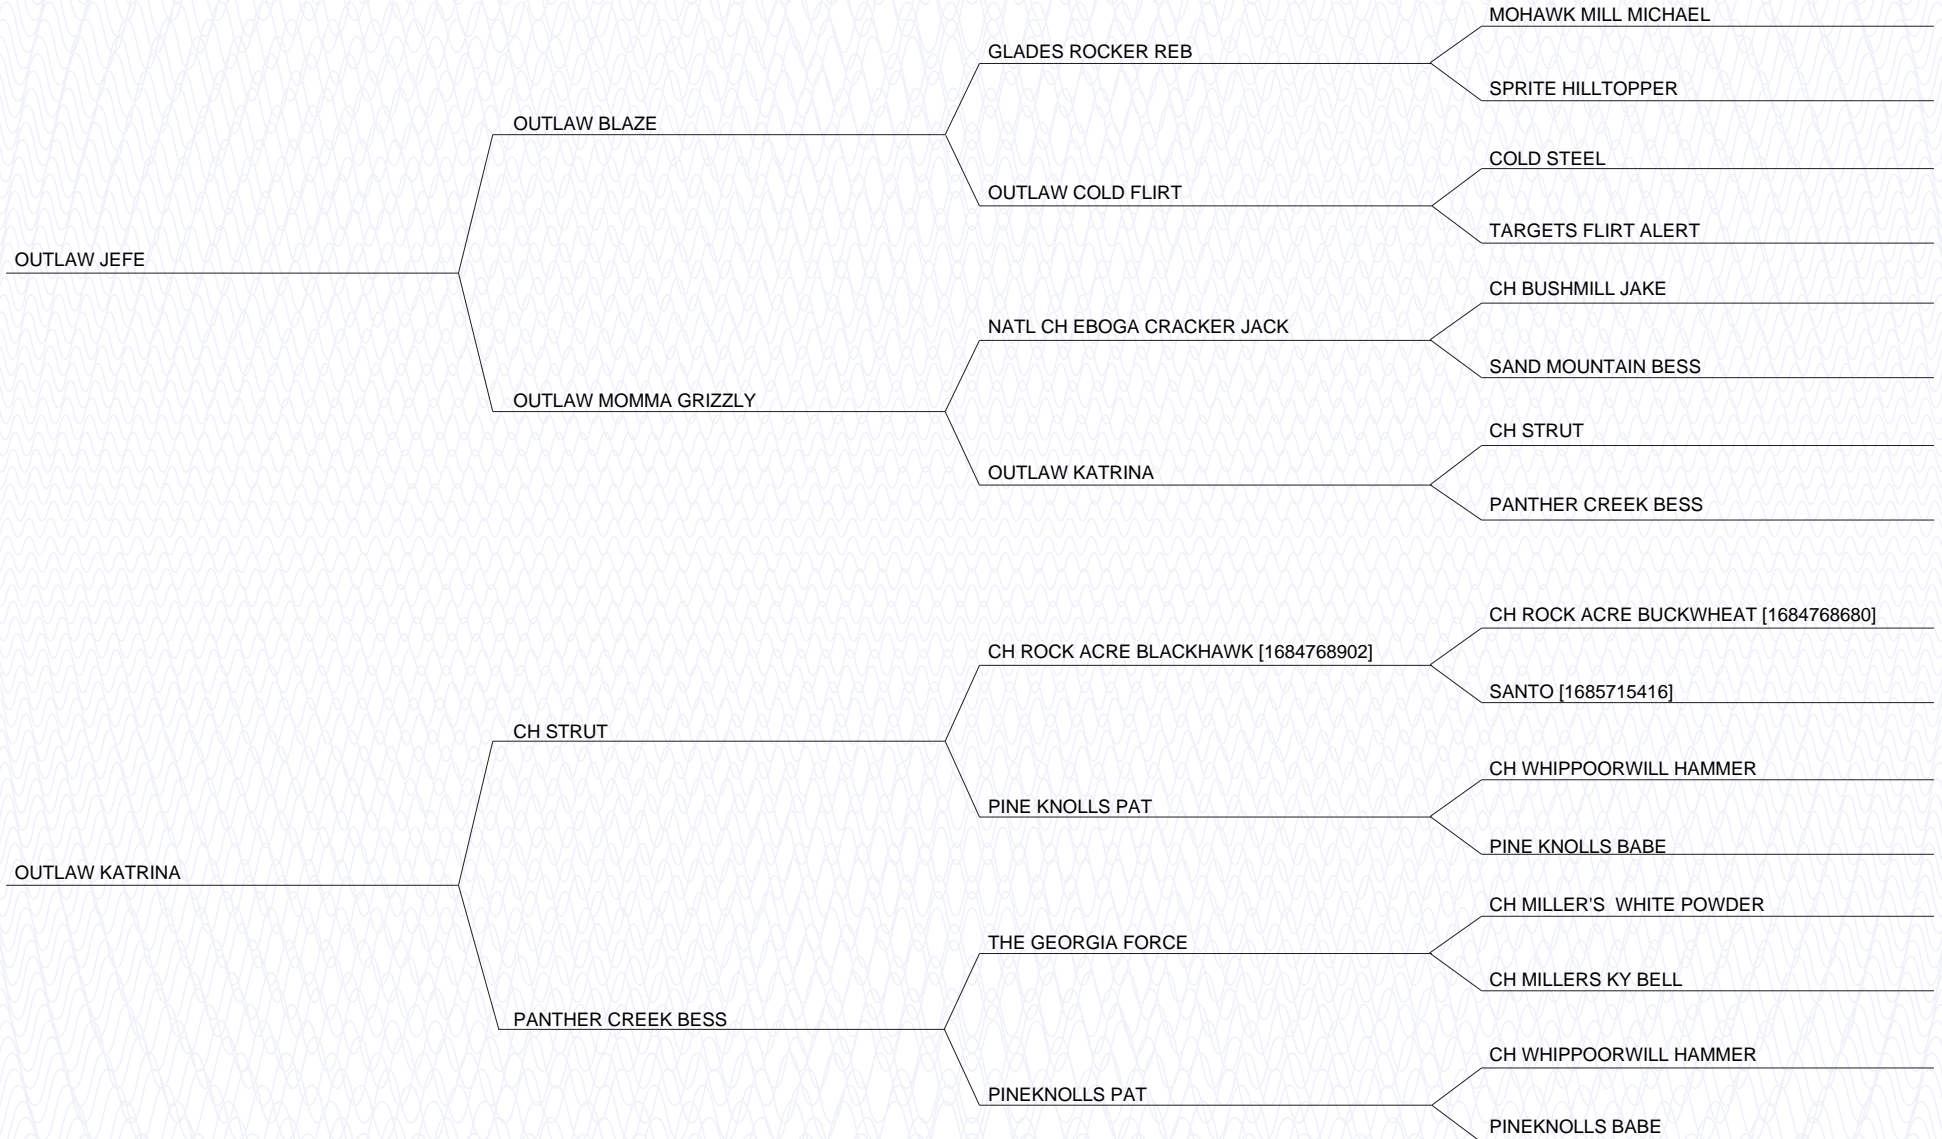 MOHAWK MILL MICHAEL
GLADES ROCKER REB
SPRITE HILLTOPPER
OUTLAW BLAZE
COLD STEEL
OUTLAW COLD FLIRT
TARGETS FLIRT ALERT
OUTLAW JEFE
CH BUSHMILL JAKE
NATL CH EBOGA CRACKER JACK
SAND MOUNTAIN BESS
OUTLAW MOMMA GRIZZLY
CH STRUT
OUTLAW KATRINA
PANTHER CREEK BESS
CH ROCK ACRE BUCKWHEAT [1684768680]
CH ROCK ACRE BLACKHAWK [1684768902]
SANTO [1685715416]
CH STRUT
CH WHIPPOORWILL HAMMER
PINE KNOLLS PAT
PINE KNOLLS BABE
OUTLAW KATRINA
CH MILLER'S  WHITE POWDER
THE GEORGIA FORCE
CH MILLERS KY BELL
PANTHER CREEK BESS
CH WHIPPOORWILL HAMMER
PINEKNOLLS PAT
PINEKNOLLS BABE